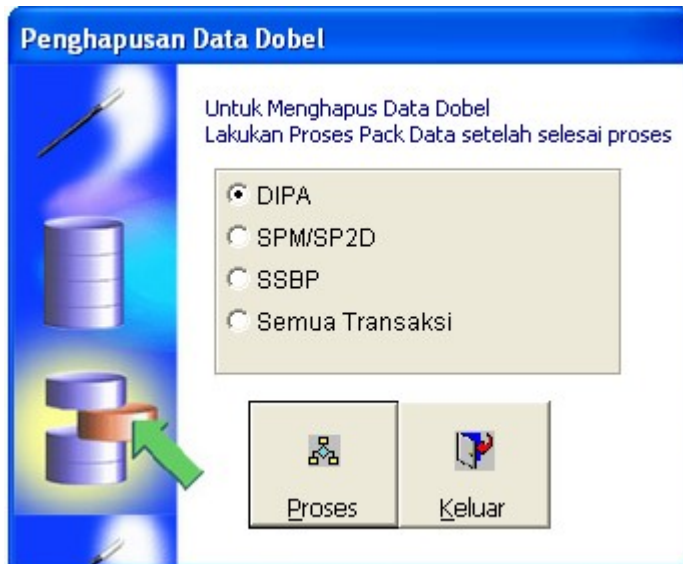 Penghapusan Data Dobel
Untuk Menghapus Data Dobel
Lakukan Proses Pack Data setelah selesai proses
DIPA
SPM/SP2D
SSBP
Semua Transaksi
Proses
Keluar